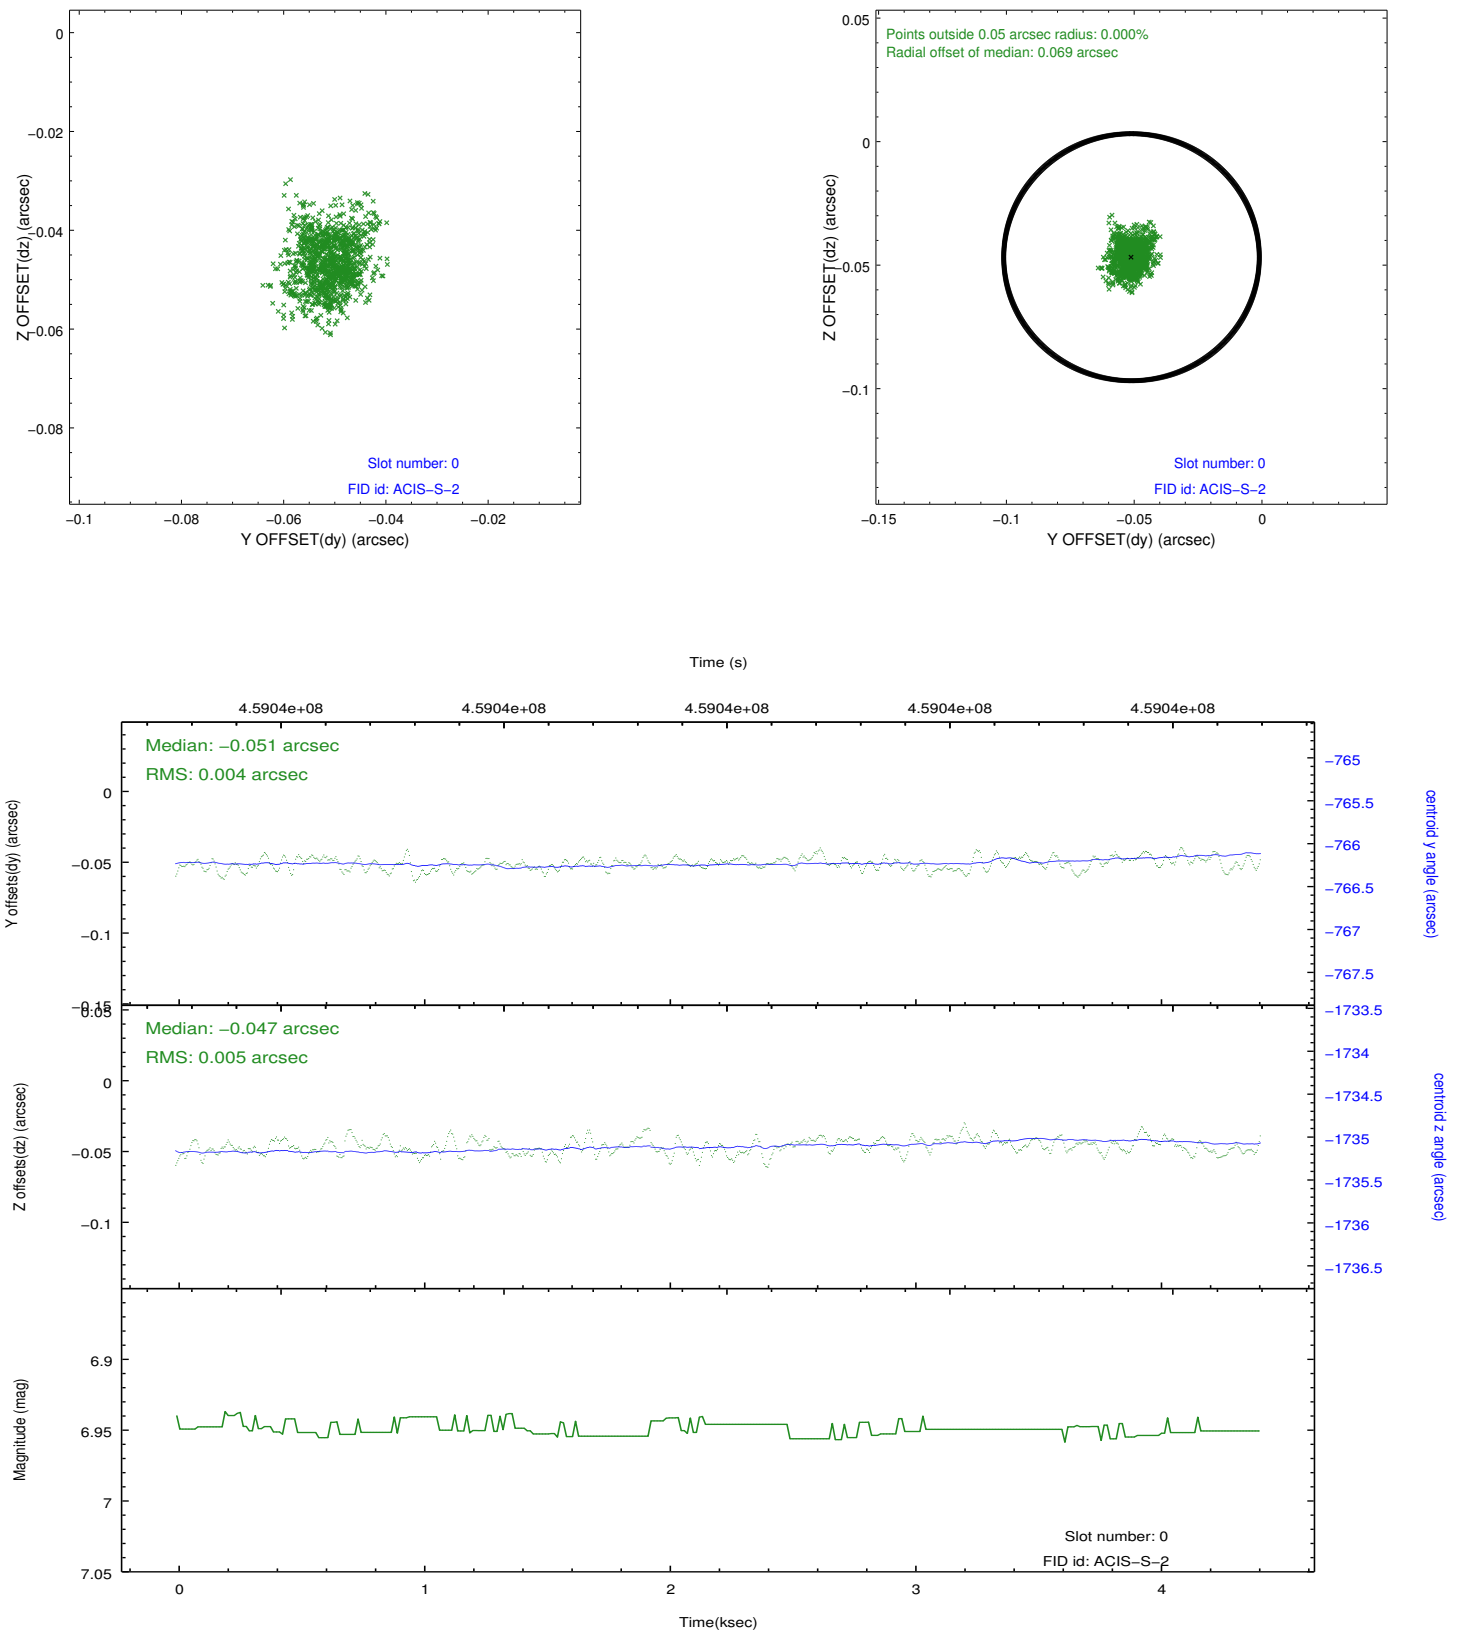 0
−0.02
−0.04
−0.06
−0.08
Z OFFSET(dz) (arcsec)
Slot number: 0
FID id: ACIS−S−2
−0.1
−0.08
−0.06
−0.04
−0.02
Y OFFSET(dy) (arcsec)
Points outside 0.05 arcsec radius: 0.000%
Radial offset of median: 0.069 arcsec
0.05
0
−0.05
−0.1
Z OFFSET(dz) (arcsec)
Slot number: 0
FID id: ACIS−S−2
−0.15
−0.1
−0.05
0
Y OFFSET(dy) (arcsec)
Time (s)
4.5904e+08
4.5904e+08
4.5904e+08
4.5904e+08
4.5904e+08
Median: −0.051 arcsec
RMS: 0.004 arcsec
0
−0.05
−0.1
−0.15
Y offsets(dy) (arcsec)
−765
−765.5
−766
−766.5
−767
−767.5
centroid y angle (arcsec)
Median: −0.047 arcsec
RMS: 0.005 arcsec
0.05
0
−0.05
−0.1
Z offsets(dz) (arcsec)
−1733.5
−1734
−1734.5
−1735
−1735.5
−1736
−1736.5
centroid z angle (arcsec)
6.9
6.95
7
7.05
Magnitude (mag)
Slot number: 0
FID id: ACIS−S−2
0
1
2
3
4
Time(ksec)